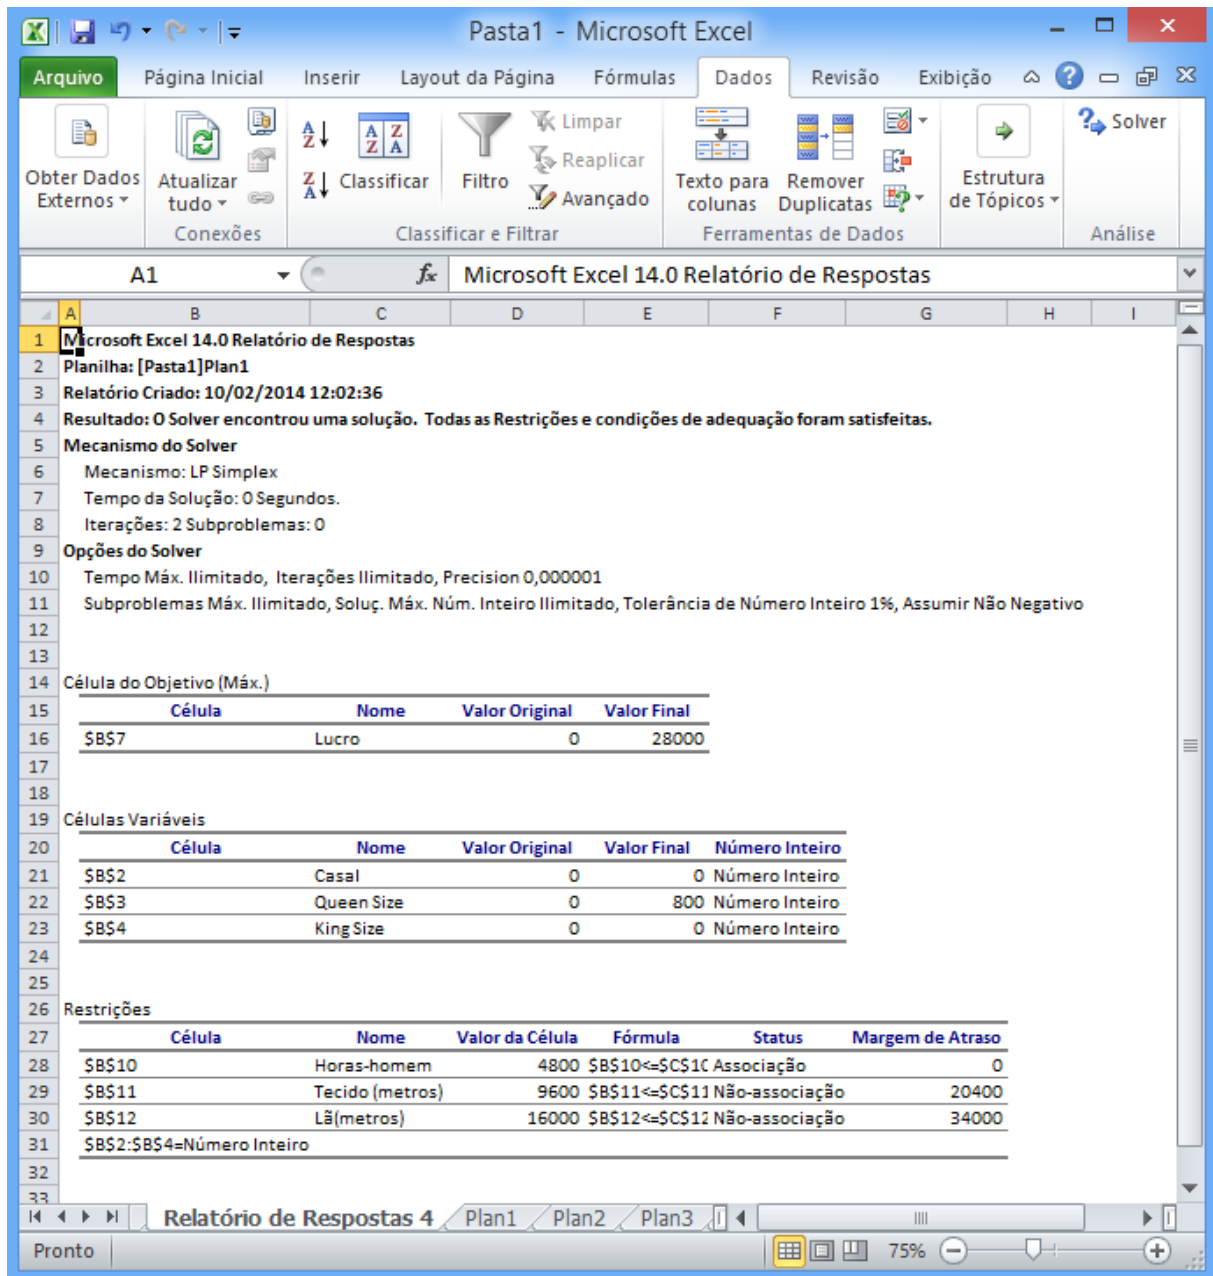 Pasta1 - Microsoft Excel
Arquivo Página Inicial Inserir Layout da Página Fórmulas Dados Revisão Exibição
Obter Dados Externos
Atualizar tudo
Conexões
Classificar
Filtro
Limpar
Reaplicar
Avançado
Classificar e Filtrar
Texto para colunas
Remover Duplicatas
Ferramentas de Dados
Estrutura de Tópicos
Solver
Análise
A1 fx Microsoft Excel 14.0 Relatório de Respostas
A B C D E F G H I
1 Microsoft Excel 14.0 Relatório de Respostas
2 Planilha: [Pasta1]Plan1
3 Relatório Criado: 10/02/2014 12:02:36
4 Resultado: O Solver encontrou uma solução. Todas as Restrições e condições de adequação foram satisfeitas.
5 Mecanismo do Solver
6 Mecanismo: LP Simplex
7 Tempo da Solução: 0 Segundos.
8 Iterações: 2 Subproblemas: 0
9 Opções do Solver
10 Tempo Máx. Ilimitado, Iterações Ilimitado, Precision 0,000001
11 Subproblemas Máx. Ilimitado, Soluç. Máx. Núm. Inteiro Ilimitado, Tolerância de Número Inteiro 1%, Assumir Não Negativo
12
13
14 Célula do Objetivo (Máx.)
15 Célula Nome Valor Original Valor Final
16 $B$7 Lucro 0 28000
17
18
19 Células Variáveis
20 Célula Nome Valor Original Valor Final Número Inteiro
21 $B$2 Casal 0 0 Número Inteiro
22 $B$3 Queen Size 0 800 Número Inteiro
23 $B$4 King Size 0 0 Número Inteiro
24
25
26 Restrições
27 Célula Nome Valor da Célula Fórmula Status Margem de Atraso
28 $B$10 Horas-homem 4800 $B$10<=$C$10 Associação 0
29 $B$11 Tecido (metros) 9600 $B$11<=$C$11 Não-associação 20400
30 $B$12 Lã(metros) 16000 $B$12<=$C$12 Não-associação 34000
31 $B$2:$B$4=Número Inteiro
32
33
Relatório de Respostas 4 Plan1 Plan2 Plan3
Pronto 75%